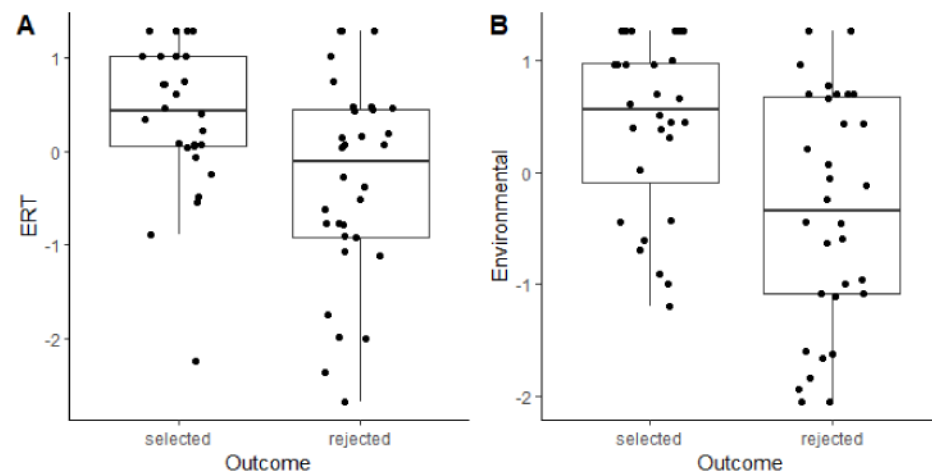 A
ERT
1
0
-1
-2
selected rejected
Outcome
B
Environmental
1
0
-1
-2
selected rejected
Outcome